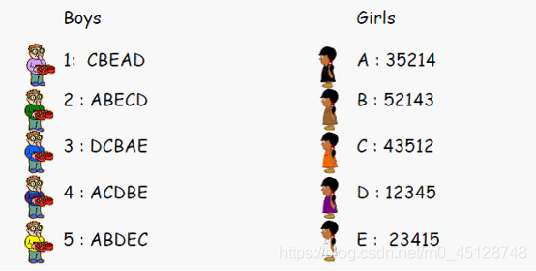 Boys Girls
1: CBEAD A : 35214
2 : ABECD B : 52143
3 : DCBAE C : 43512
4 : ACDBE D : 12345
5 : ABDEC E : 23415
https://blog.csdn.net/m0_45128748